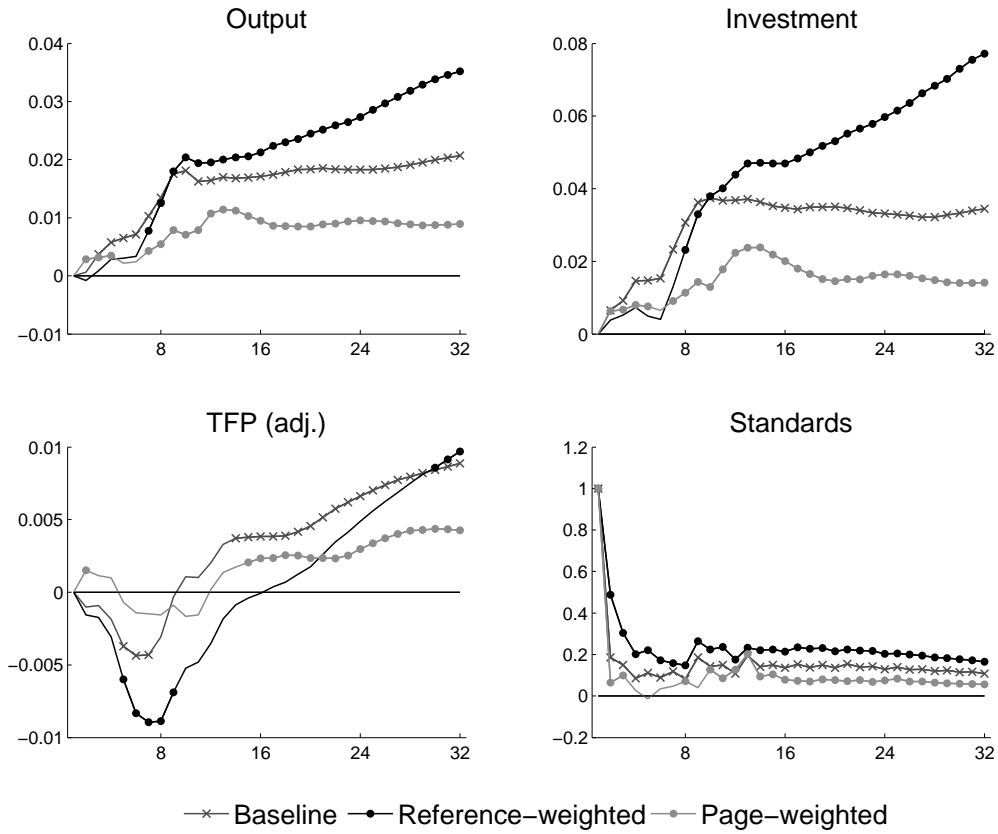 Output
0.04
0.03
0.02
0.01
0
−0.01
8 16 24 32
Investment
0.08
0.06
0.04
0.02
0
8 16 24 32
TFP (adj.)
0.01
0.005
0
−0.005
−0.01
8 16 24 32
Standards
1.2
1
0.8
0.6
0.4
0.2
0
−0.2
8 16 24 32
Baseline Reference−weighted Page−weighted